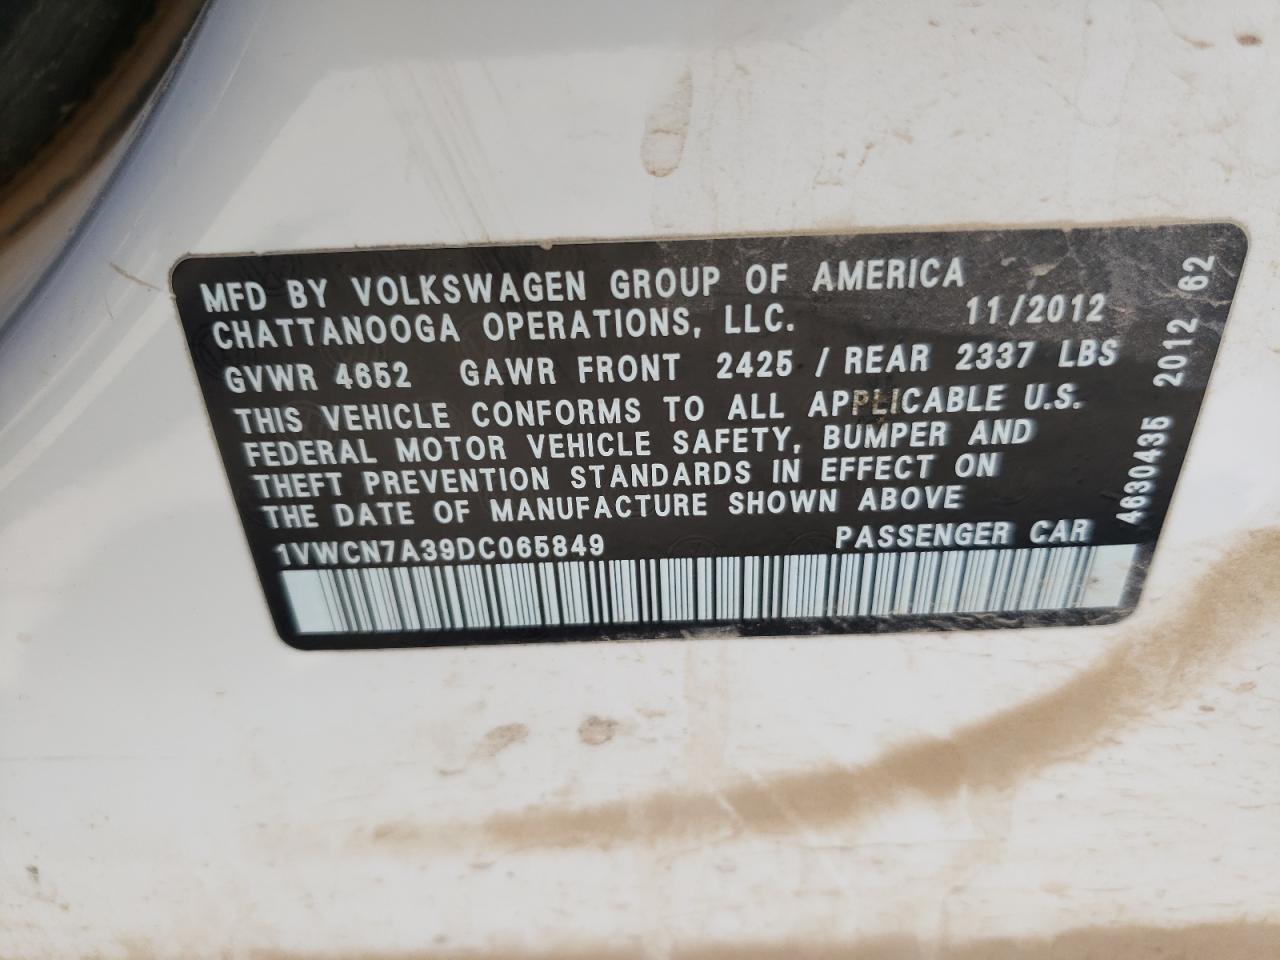 MFD BY VOLKSWAGEN GROUP OF AMERICA
CHATTANOOGA OPERATIONS, LLC. 11/2012
GVWR 4652 GAWR FRONT 2425 / REAR 2337 LBS
THIS VEHICLE CONFORMS TO ALL APPLICABLE U.S.
FEDERAL MOTOR VEHICLE SAFETY, BUMPER AND
THEFT PREVENTION STANDARDS IN EFFECT ON
THE DATE OF MANUFACTURE SHOWN ABOVE
1VWCN7A39DC065849 PASSENGER CAR
4630435 2012 62